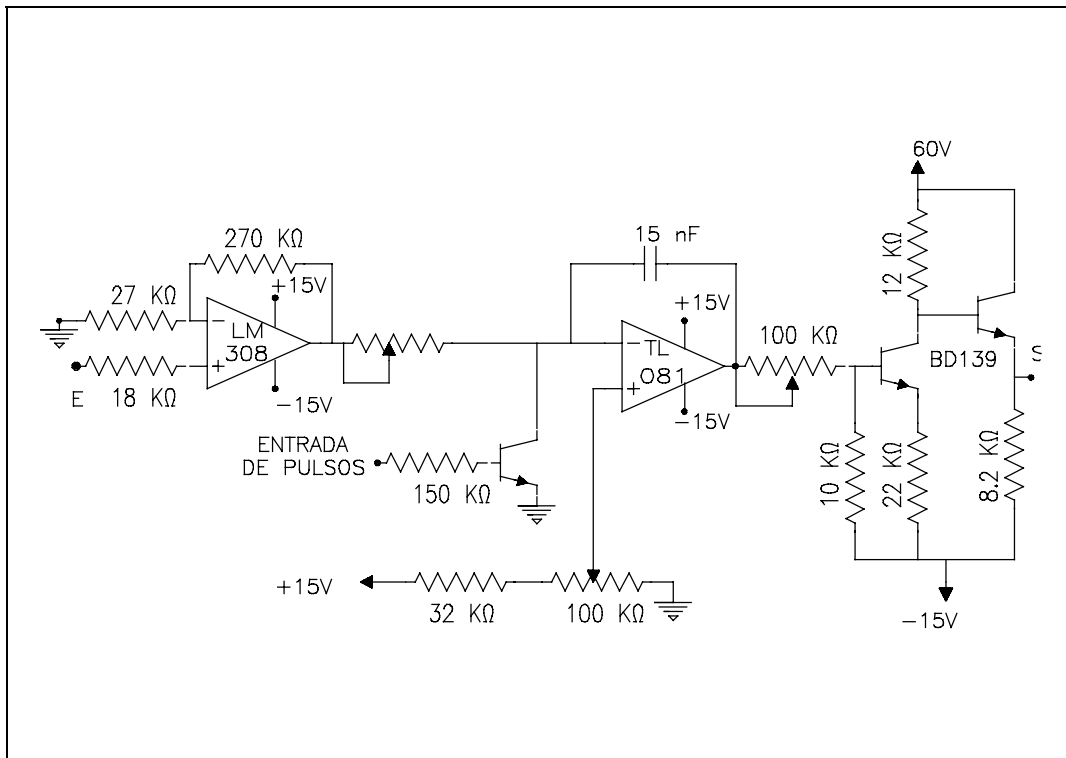 60V
15 nF
270 KΩ
12 KΩ
+15V
27 KΩ
+15V
LM
308
TL
081
100 KΩ
BD139
S
E
18 KΩ
-15V
-15V
ENTRADA
DE PULSOS
150 KΩ
10 KΩ
22 KΩ
8.2 KΩ
+15V
32 KΩ
100 KΩ
-15V